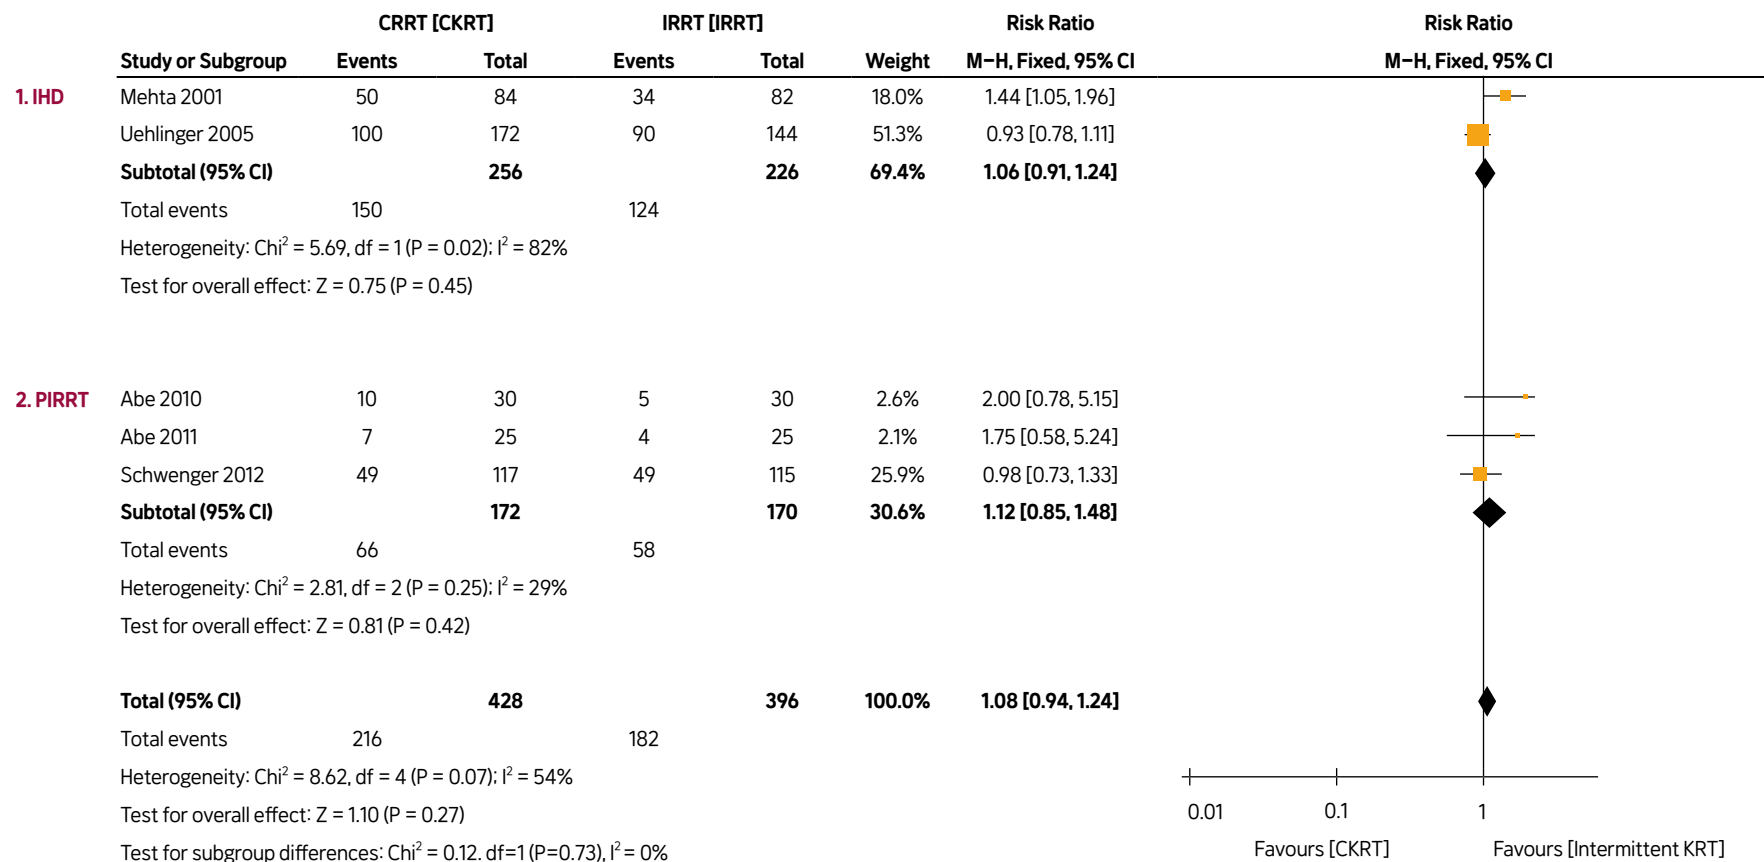 CRRT [CKRT] IRRT [IRRT] Risk Ratio Risk Ratio
Study or Subgroup Events Total Events Total Weight M-H, Fixed, 95% CI M-H, Fixed, 95% CI
1. IHD Mehta 2001 50 84 34 82 18.0% 1.44 [1.05, 1.96]
Uehlinger 2005 100 172 90 144 51.3% 0.93 [0.78, 1.11]
Subtotal (95% CI) 256 226 69.4% 1.06 [0.91, 1.24]
Total events 150 124
Heterogeneity: Chi² = 5.69, df = 1 (P = 0.02); I² = 82%
Test for overall effect: Z = 0.75 (P = 0.45)
2. PIRRT Abe 2010 10 30 5 30 2.6% 2.00 [0.78, 5.15]
Abe 2011 7 25 4 25 2.1% 1.75 [0.58, 5.24]
Schwenger 2012 49 117 49 115 25.9% 0.98 [0.73, 1.33]
Subtotal (95% CI) 172 170 30.6% 1.12 [0.85, 1.48]
Total events 66 58
Heterogeneity: Chi² = 2.81, df = 2 (P = 0.25); I² = 29%
Test for overall effect: Z = 0.81 (P = 0.42)
Total (95% CI) 428 396 100.0% 1.08 [0.94, 1.24]
Total events 216 182
Heterogeneity: Chi² = 8.62, df = 4 (P = 0.07); I² = 54%
Test for overall effect: Z = 1.10 (P = 0.27)
0.01 0.1 1
Test for subgroup differences: Chi² = 0.12. df=1 (P=0.73), I² = 0%
Favours [CKRT] Favours [Intermittent KRT]